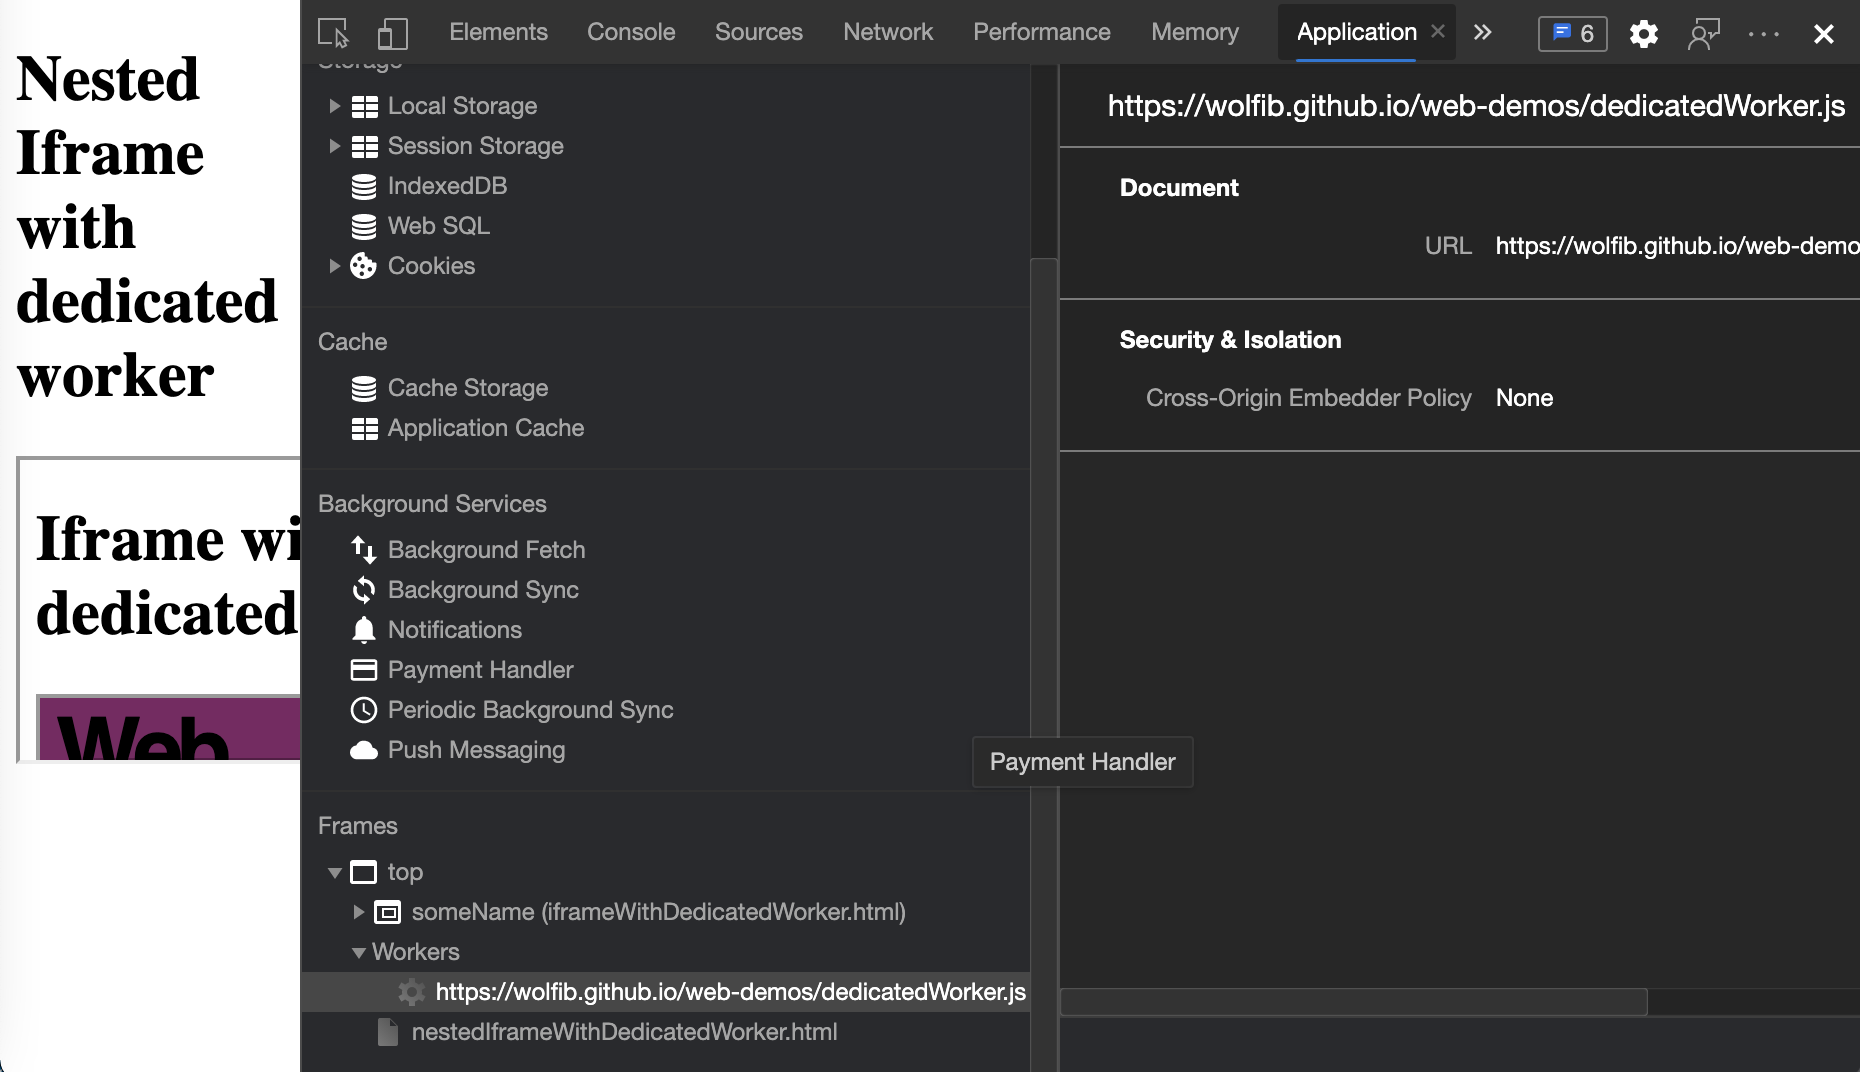 Nested
Iframe
with
dedicated
worker
Iframe wi
dedicated
Web
Elements Console Sources Network Performance Memory Application 6
Storage
Local Storage
Session Storage
IndexedDB
Web SQL
Cookies
Cache
Cache Storage
Application Cache
Background Services
Background Fetch
Background Sync
Notifications
Payment Handler
Periodic Background Sync
Push Messaging
Frames
top
someName (iframeWithDedicatedWorker.html)
Workers
https://wolfib.github.io/web-demos/dedicatedWorker.js
nestedIframeWithDedicatedWorker.html
https://wolfib.github.io/web-demos/dedicatedWorker.js
Document
URL https://wolfib.github.io/web-demo
Security & Isolation
Cross-Origin Embedder Policy None
Payment Handler